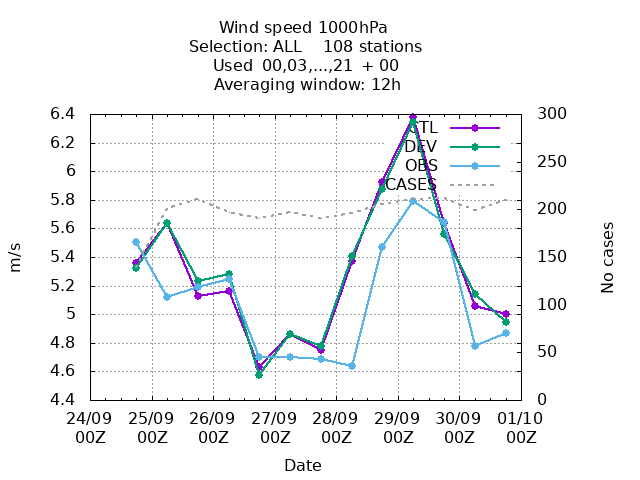 Wind speed 1000hPa
Selection: ALL 108 stations
Used 00,03,...,21 + 00
Averaging window: 12h
6.4
6.2
6
5.8
5.6
5.4
5.2
5
4.8
4.6
4.4
m/s
300
250
200
150
100
50
0
No cases
CTL
DEV
OBS
CASES
24/09 25/09 26/09 27/09 28/09 29/09 30/09 01/10
00Z 00Z 00Z 00Z 00Z 00Z 00Z 00Z
Date